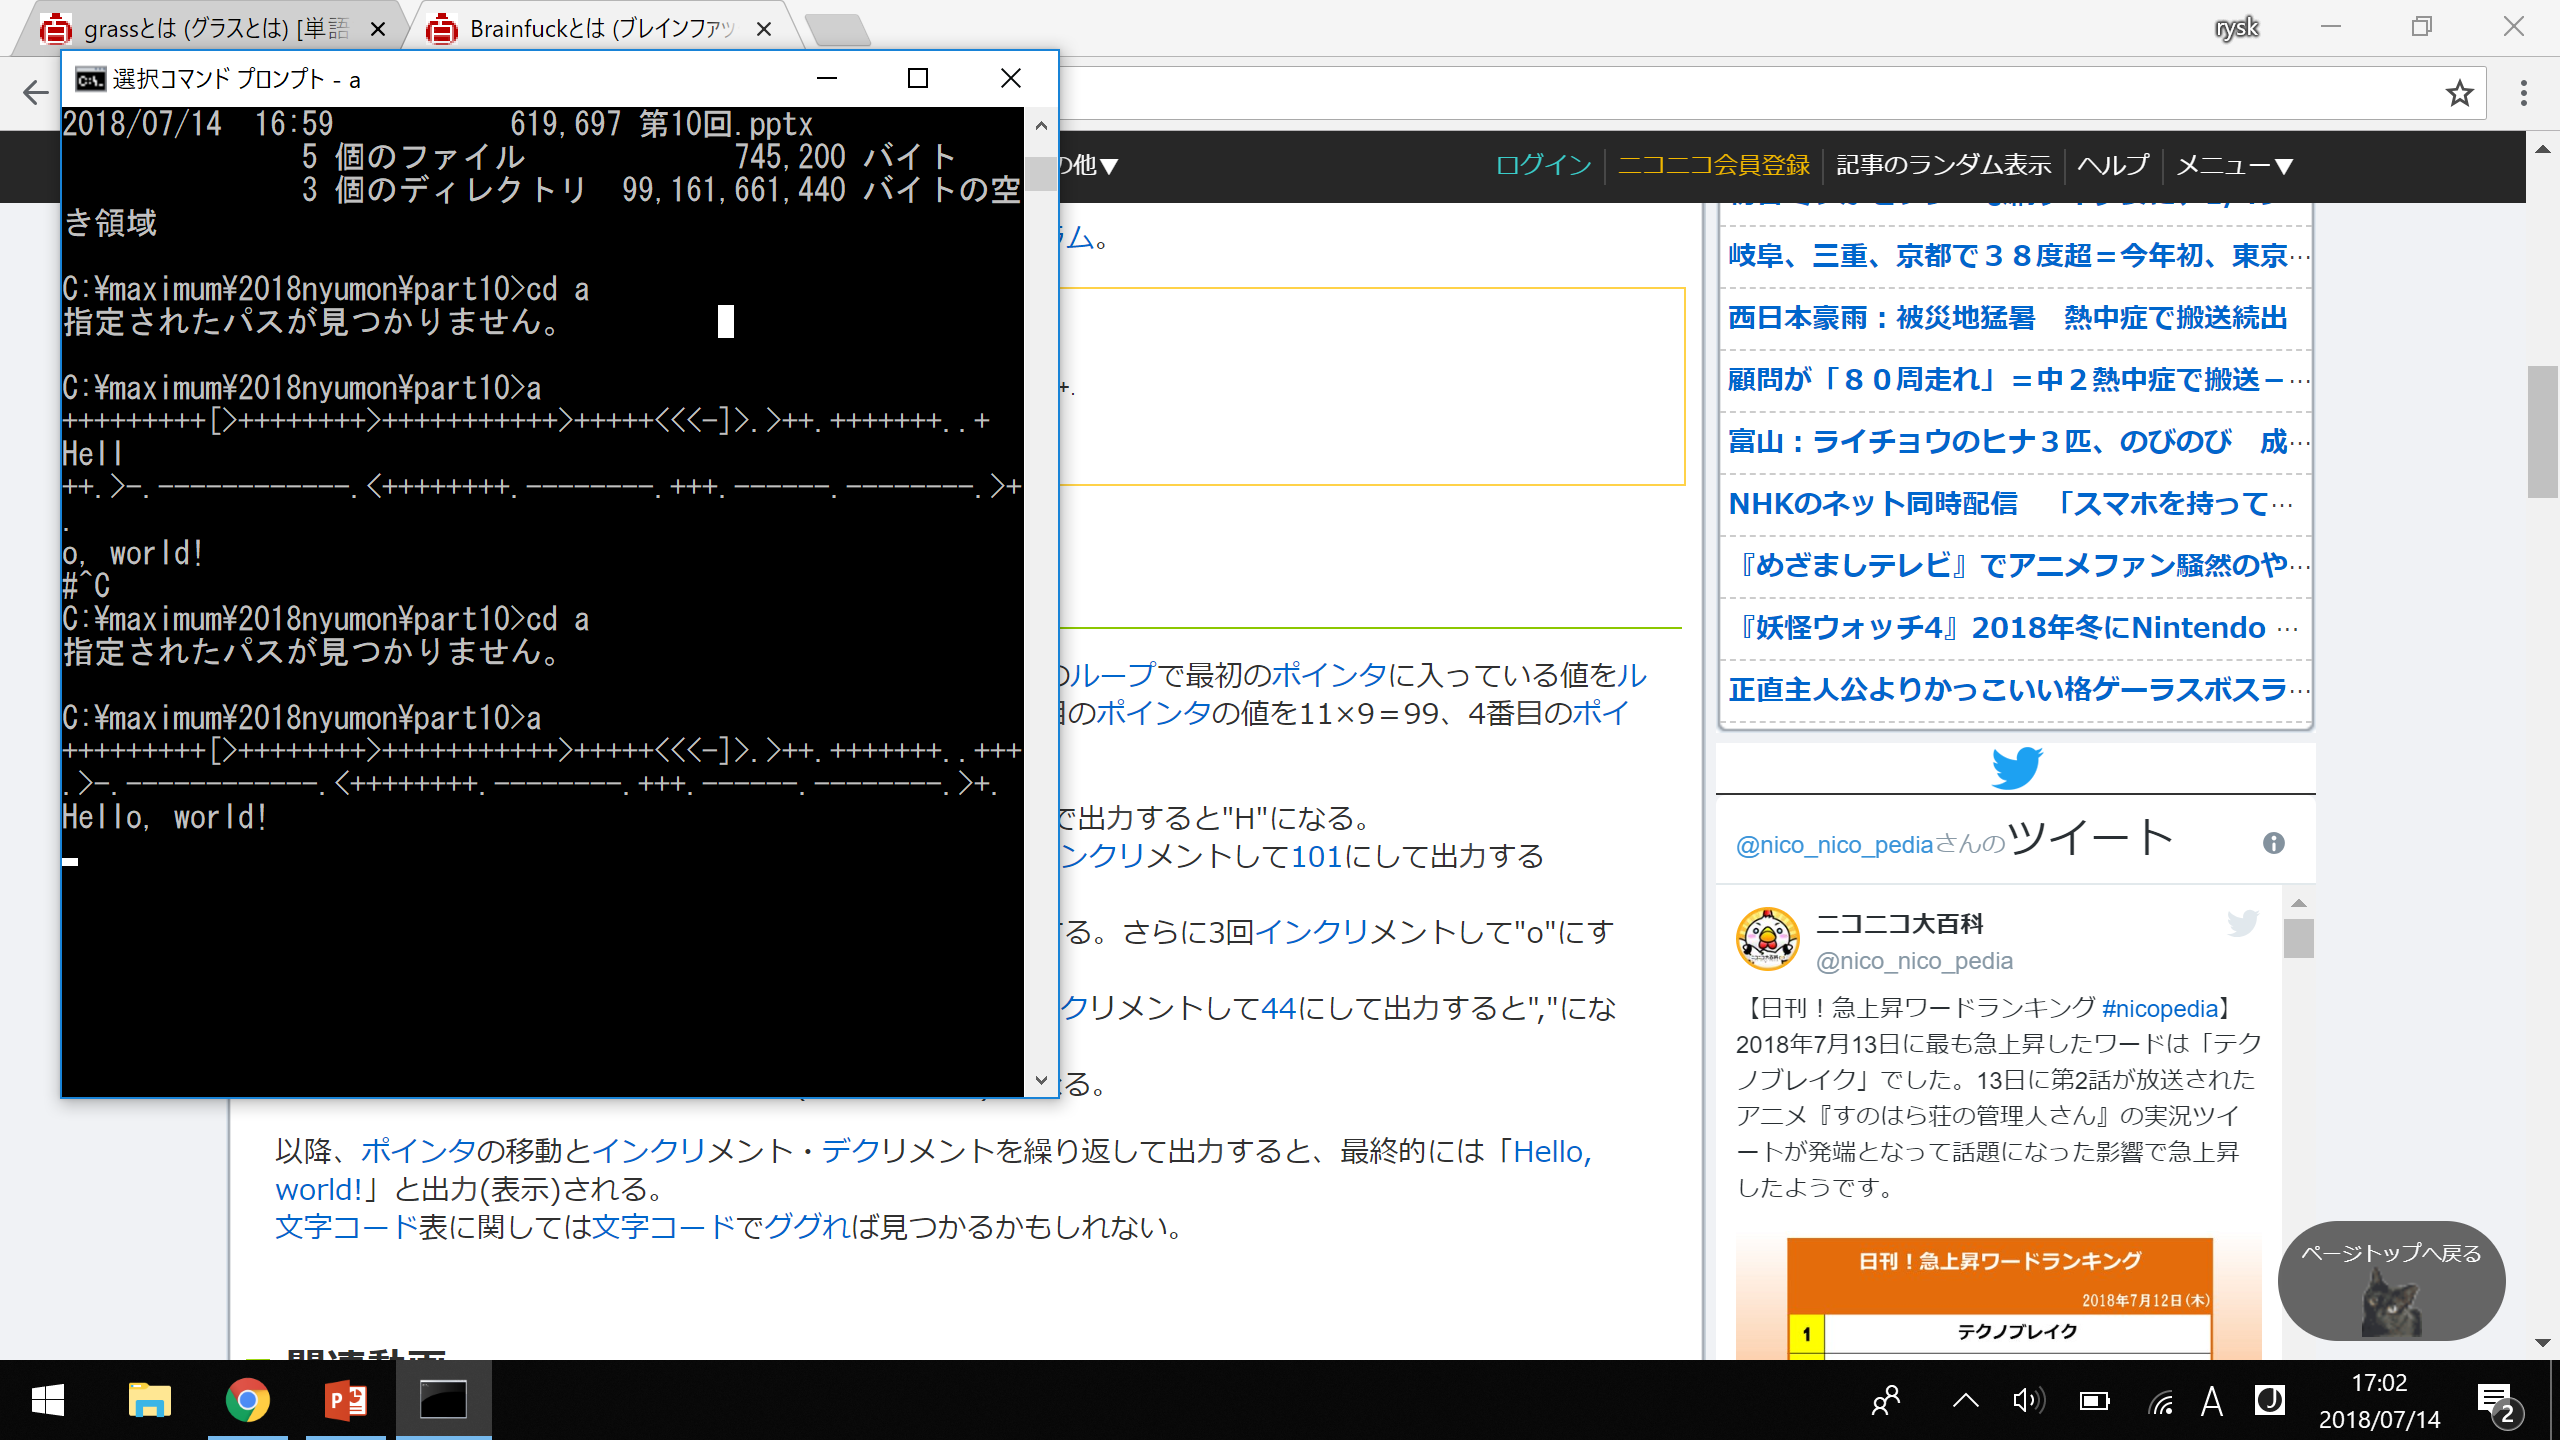 grassとは (グラスとは) [単語
Brainfuckとは (ブレインファッ
rysk
選択コマンド プロンプト - a
2018/07/14  16:59           619,697 第10回.pptx
5 個のファイル             745,200 バイト
3 個のディレクトリ  99,161,661,440 バイトの空
き領域
C:¥maximum¥2018nyumon¥part10>cd a
指定されたパスが見つかりません。
C:¥maximum¥2018nyumon¥part10>a
+++++++++[>++++++++>+++++++++++>+++++<<<-]>.>++.+++++++..+
Hell
++.>-.------------.<++++++++.--------.+++.------.--------.>+
.
o, world!
#^C
C:¥maximum¥2018nyumon¥part10>cd a
指定されたパスが見つかりません。
C:¥maximum¥2018nyumon¥part10>a
+++++++++[>++++++++>+++++++++++>+++++<<<-]>.>++.+++++++..+++
.>-.------------.<++++++++.--------.+++.------.--------.>+.
Hello, world!
の他▼
ログイン
ニコニコ会員登録
記事のランダム表示
ヘルプ
メニュー▼
ラム。
+.
のループで最初のポインタに入っている値をル
目のポインタの値を11×9＝99、4番目のポイ
で出力すると"H"になる。
ンクリメントして101にして出力する
する。さらに3回インクリメントして"o"にす
クリメントして44にして出力すると","にな
なる。
以降、ポインタの移動とインクリメント・デクリメントを繰り返して出力すると、最終的には「Hello,
world!」と出力(表示)される。
文字コード表に関しては文字コードでググれば見つかるかもしれない。
関連動画
岐阜、三重、京都で３８度超＝今年初、東京…
西日本豪雨：被災地猛暑　熱中症で搬送続出
顧問が「８０周走れ」＝中２熱中症で搬送－…
富山：ライチョウのヒナ３匹、のびのび　成…
NHKのネット同時配信　「スマホを持って…
『めざましテレビ』でアニメファン騒然のや…
『妖怪ウォッチ4』2018年冬にNintendo …
正直主人公よりかっこいい格ゲーラスボスラ…
@nico_nico_pediaさんのツイート
ニコニコ大百科
@nico_nico_pedia
【日刊！急上昇ワードランキング #nicopedia】
2018年7月13日に最も急上昇したワードは「テク
ノブレイク」でした。13日に第2話が放送された
アニメ『すのはら荘の管理人さん』の実況ツイ
ートが発端となって話題になった影響で急上昇
したようです。
日刊！急上昇ワードランキング
2018年7月12日(木)
1
テクノブレイク
ページトップへ戻る
A
17:02
2018/07/14
2